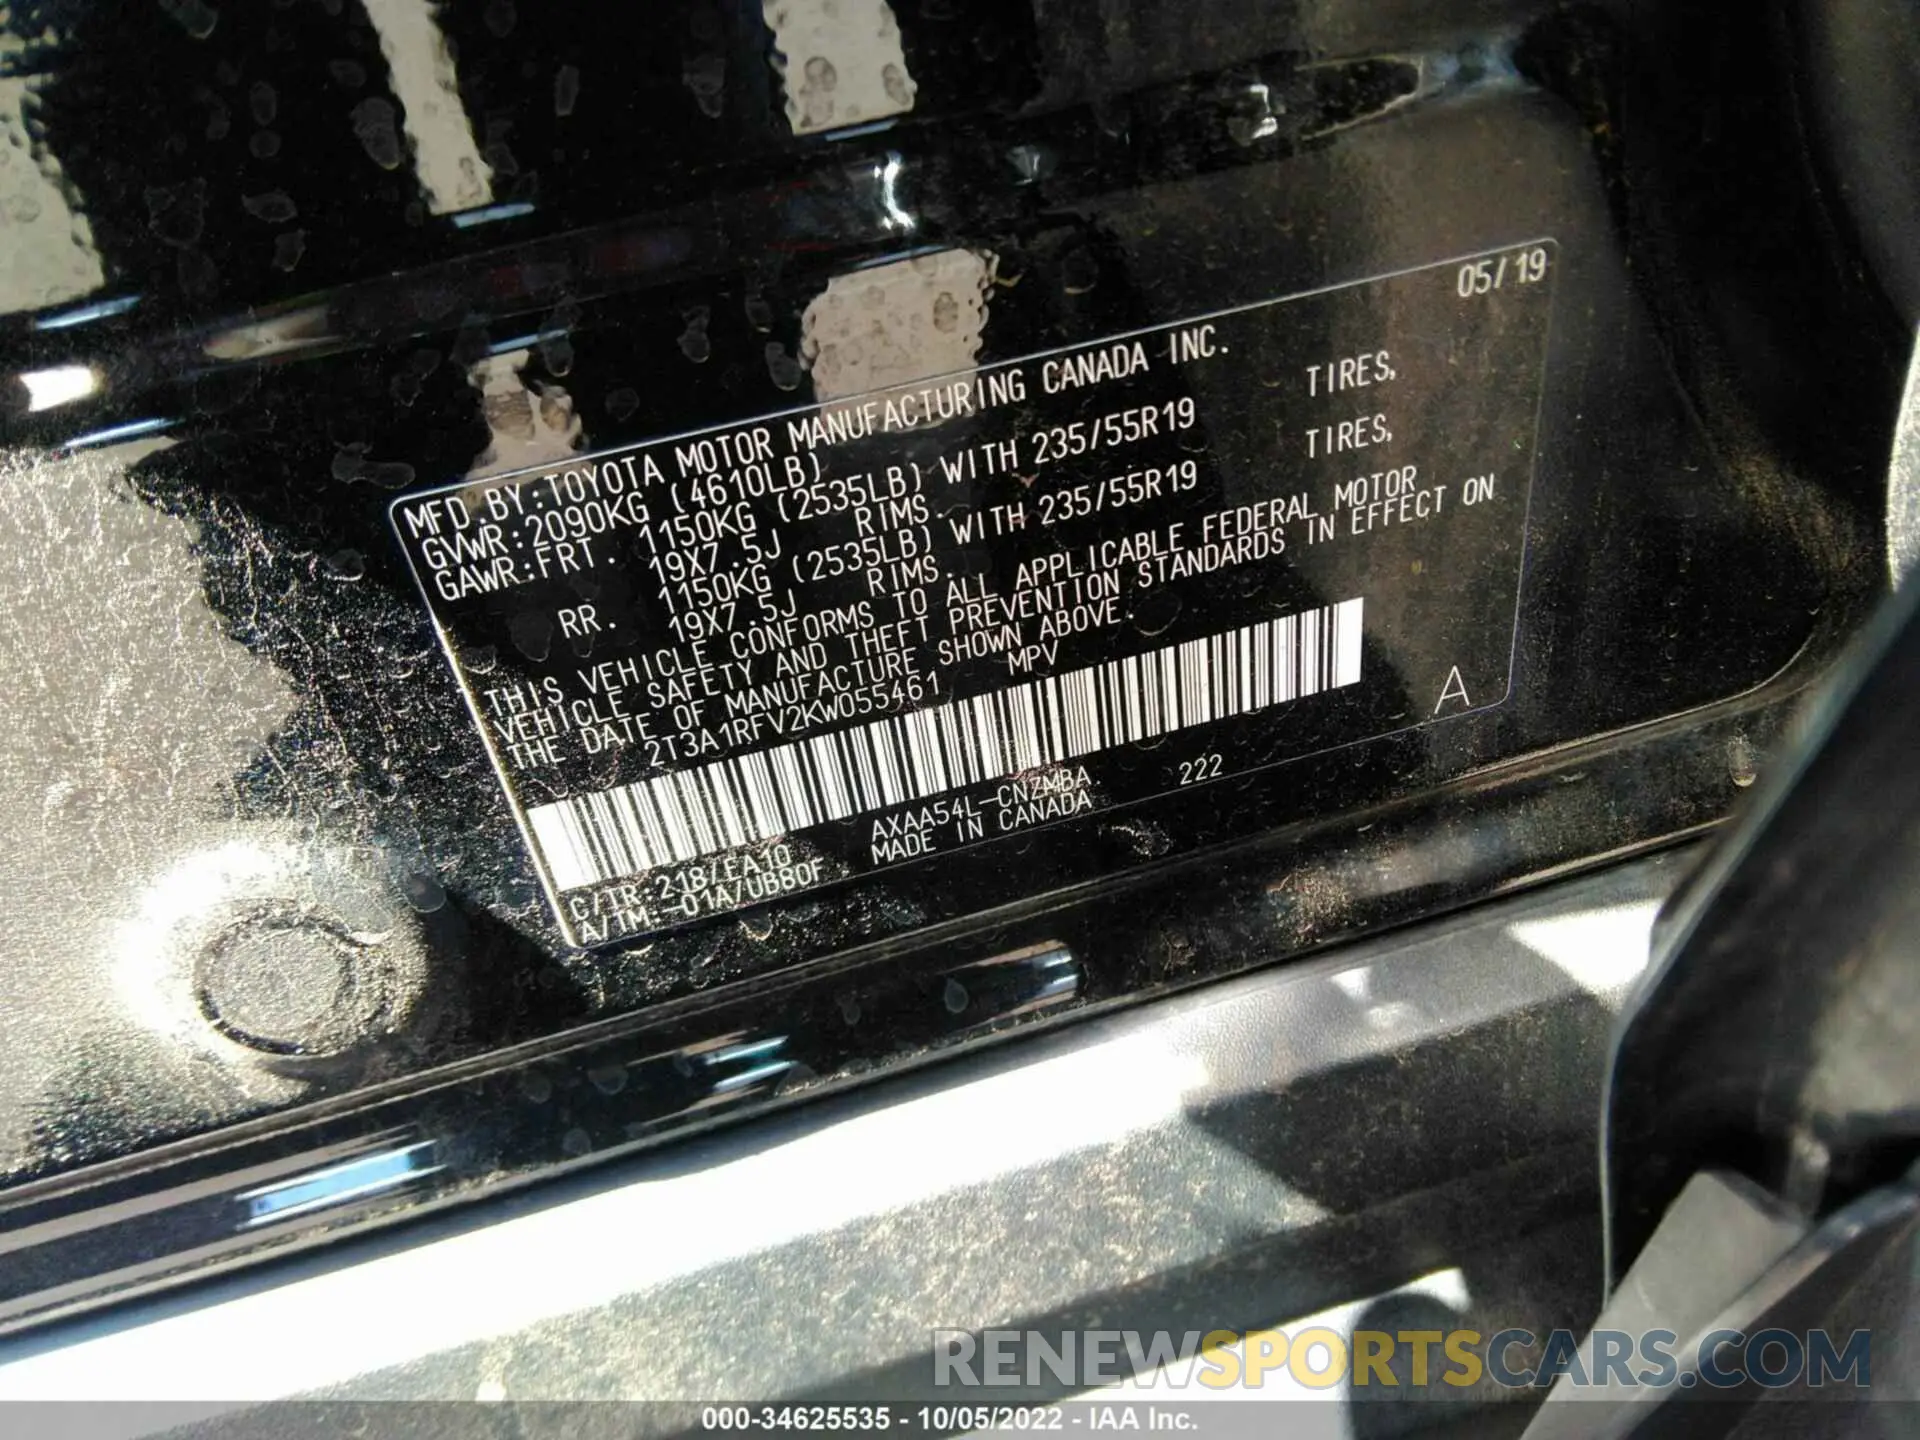 05/19
MFD.BY:TOYOTA MOTOR MANUFACTURING CANADA INC.
GVWR:2090KG (4610LB)
GAWR:FRT. 1150KG (2535LB) WITH 235/55R19 TIRES,
19X7.5J RIMS.
RR. 1150KG (2535LB) WITH 235/55R19 TIRES,
19X7.5J RIMS.
THIS VEHICLE CONFORMS TO ALL APPLICABLE FEDERAL MOTOR
VEHICLE SAFETY AND THEFT PREVENTION STANDARDS IN EFFECT ON
THE DATE OF MANUFACTURE SHOWN ABOVE.
2T3A1RFV2KW055461 MPV
A
C/TR:218/EA10 AXAA54L-CNZMBA 222
A/TM:-01A/UB80F MADE IN CANADA
RENEWSPORTSCARS.COM
000-34625535 - 10/05/2022 - IAA Inc.